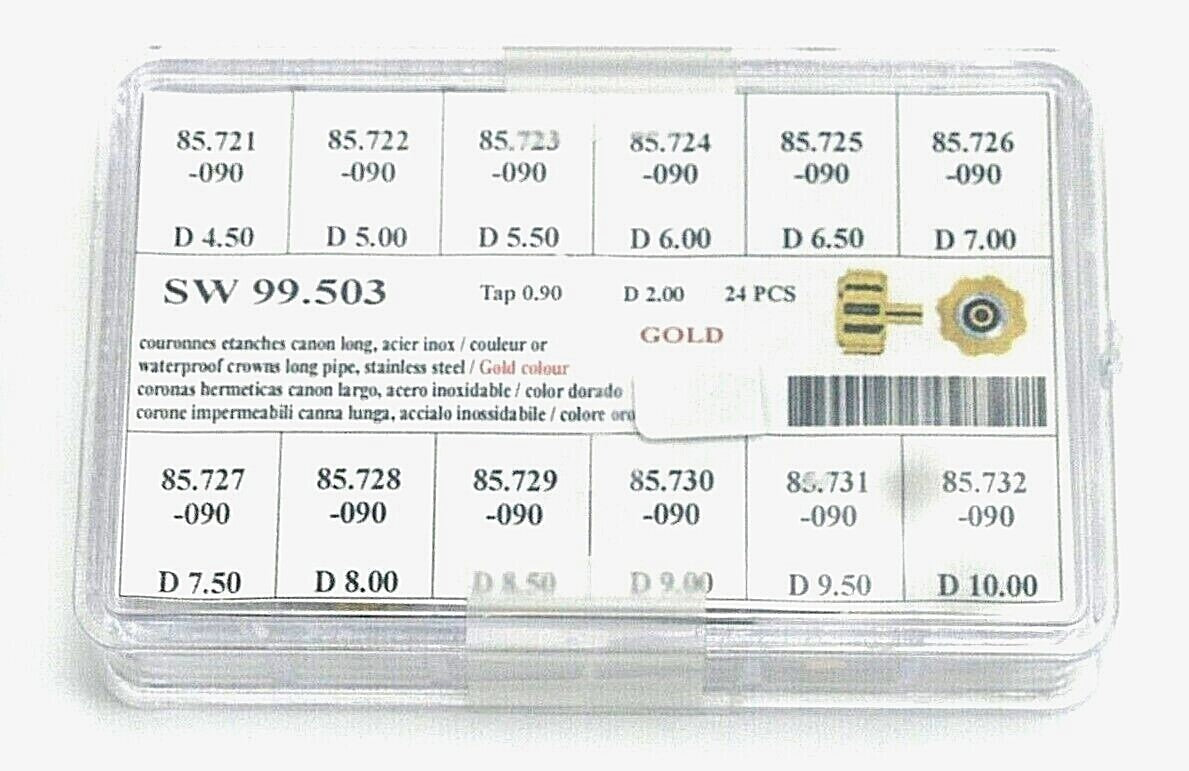 85.721 85.722 85.723 85.724 85.725 85.726
-090 -090 -090 -090 -090 -090
D 4.50 D 5.00 D 5.50 D 6.00 D 6.50 D 7.00
SW 99.503 Tap 0.90 D 2.00 24 PCS
GOLD
couronnes etanches canon long, acier inox / couleur or
waterproof crowns long pipe, stainless steel / Gold colour
coronas hermeticas canon largo, acero inoxidable / color dorado
corone impermeabili canna lunga, accialo inossidabile / colore oro
85.727 85.728 85.729 85.730 85.731 85.732
-090 -090 -090 -090 -090 -090
D 7.50 D 8.00 D 8.50 D 9.00 D 9.50 D 10.00